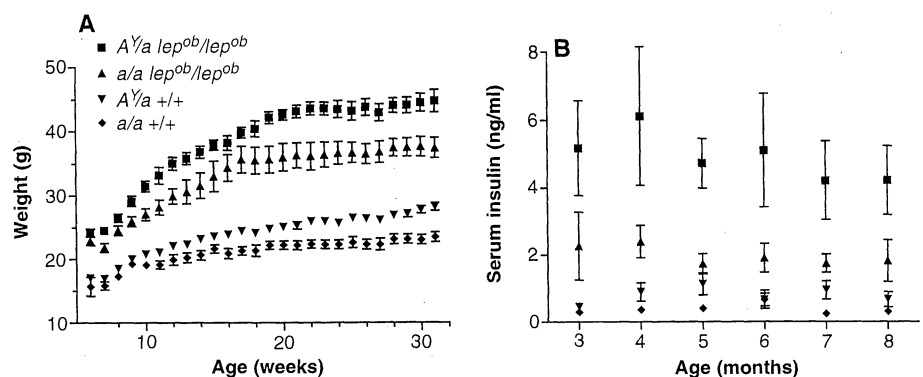 A
A^Y/a lep^ob/lep^ob
a/a lep^ob/lep^ob
A^Y/a +/+
a/a +/+
50
40
30
20
10
Weight (g)
10 20 30
Age (weeks)
B
8
6
4
2
0
Serum insulin (ng/ml)
3 4 5 6 7 8
Age (months)